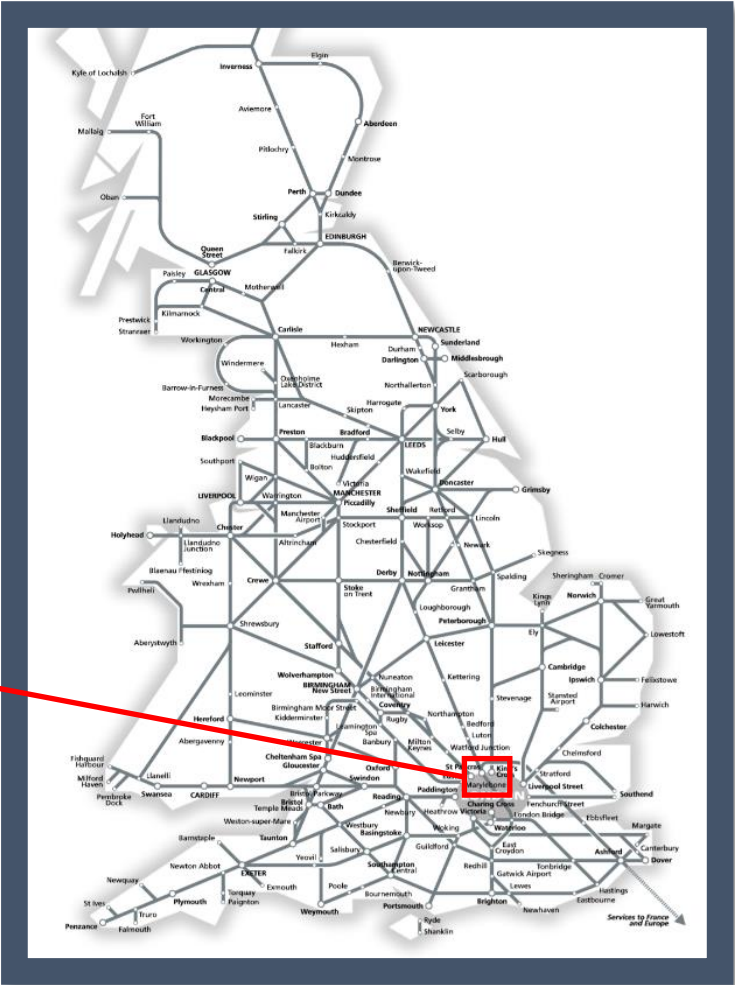 Elgin
Inverness
Kyle of Lochalsh
Aviemore
Fort
William
Mallaig
Aberdeen
Pitlochry
Montrose
Perth
Dundee
Oban
Stirling
Kirkcaldy
EDINBURGH
Queen
Street
Falkirk
Berwick-
upon-Tweed
Paisley
GLASGOW
Central
Motherwell
Kilmarnock
Prestwick
Stranraer
Carlisle
NEWCASTLE
Workington
Hexham
Sunderland
Durham
Darlington
Middlesbrough
Windermere
Scarborough
Oxenholme
Lake District
Northallerton
Barrow-in-Furness
Morecambe
Heysham Port
Lancaster
Harrogate
York
Skipton
Blackpool
Preston
Bradford
Selby
Hull
Blackburn
LEEDS
Huddersfield
Southport
Bolton
Wakefield
Wigan
Victoria
MANCHESTER
Piccadilly
Doncaster
Grimsby
LIVERPOOL
Warrington
Manchester
Airport
Stockport
Sheffield
Retford
Worksop
Lincoln
Llandudno
Chester
Holyhead
Llandudno
Junction
Altrincham
Chesterfield
Newark
Skegness
Blaenau Ffestiniog
Pwllheli
Wrexham
Crewe
Stoke
on Trent
Derby
Nottingham
Grantham
Spalding
Sheringham
Cromer
Kings
Lynn
Norwich
Great
Yarmouth
Loughborough
Shrewsbury
Peterborough
Ely
Lowestoft
Aberystwyth
Stafford
Leicester
Wolverhampton
BIRMINGHAM
New Street
Nuneaton
Birmingham
International
Kettering
Cambridge
Ipswich
Felixstowe
Leominster
Birmingham Moor Street
Coventry
Stevenage
Stansted
Airport
Harwich
Hereford
Kidderminster
Rugby
Northampton
Leamington
Spa
Bedford
Colchester
Abergavenny
Worcester
Banbury
Milton
Keynes
Luton
Watford Junction
Chelmsford
Cheltenham Spa
Gloucester
Fishguard
Harbour
Milford
Haven
Llanelli
Oxford
Swindon
St Pancras
King's
Cross
Marylebone
Stratford
Liverpool Street
Southend
Pembroke
Dock
Swansea
CARDIFF
Newport
Bristol Parkway
Bristol
Temple Meads
Bath
Reading
Paddington
Charing Cross
Fenchurch Street
Heathrow
Victoria
London Bridge
Ebbsfleet
Weston-super-Mare
Newbury
Waterloo
Margate
Barnstaple
Taunton
Westbury
Basingstoke
Woking
Canterbury
Yeovil
Salisbury
Guildford
East
Croydon
Ashford
Dover
Newton Abbot
EXETER
Southampton
Central
Redhill
Tonbridge
Gatwick Airport
Newquay
Exmouth
Poole
Bournemouth
Lewes
Hastings
Eastbourne
St Ives
Plymouth
Torquay
Paignton
Weymouth
Portsmouth
Brighton
Newhaven
Truro
Penzance
Falmouth
Ryde
Shanklin
Services to France
and Europe